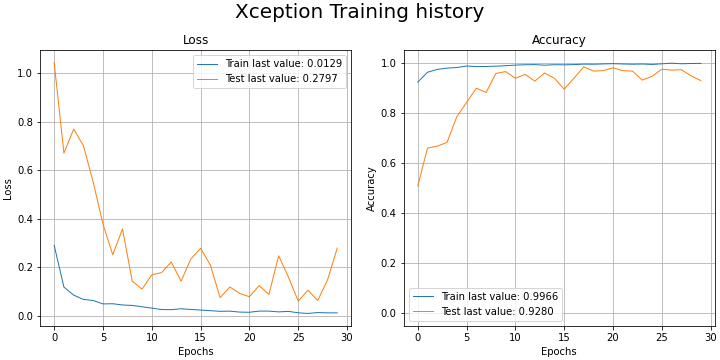 Xception Training history
Loss
Train last value: 0.0129
Test last value: 0.2797
1.0
0.8
0.6
0.4
0.2
0.0
Loss
0 5 10 15 20 25 30
Epochs
Accuracy
1.0
0.8
0.6
0.4
0.2
0.0
Accuracy
Train last value: 0.9966
Test last value: 0.9280
0 5 10 15 20 25 30
Epochs